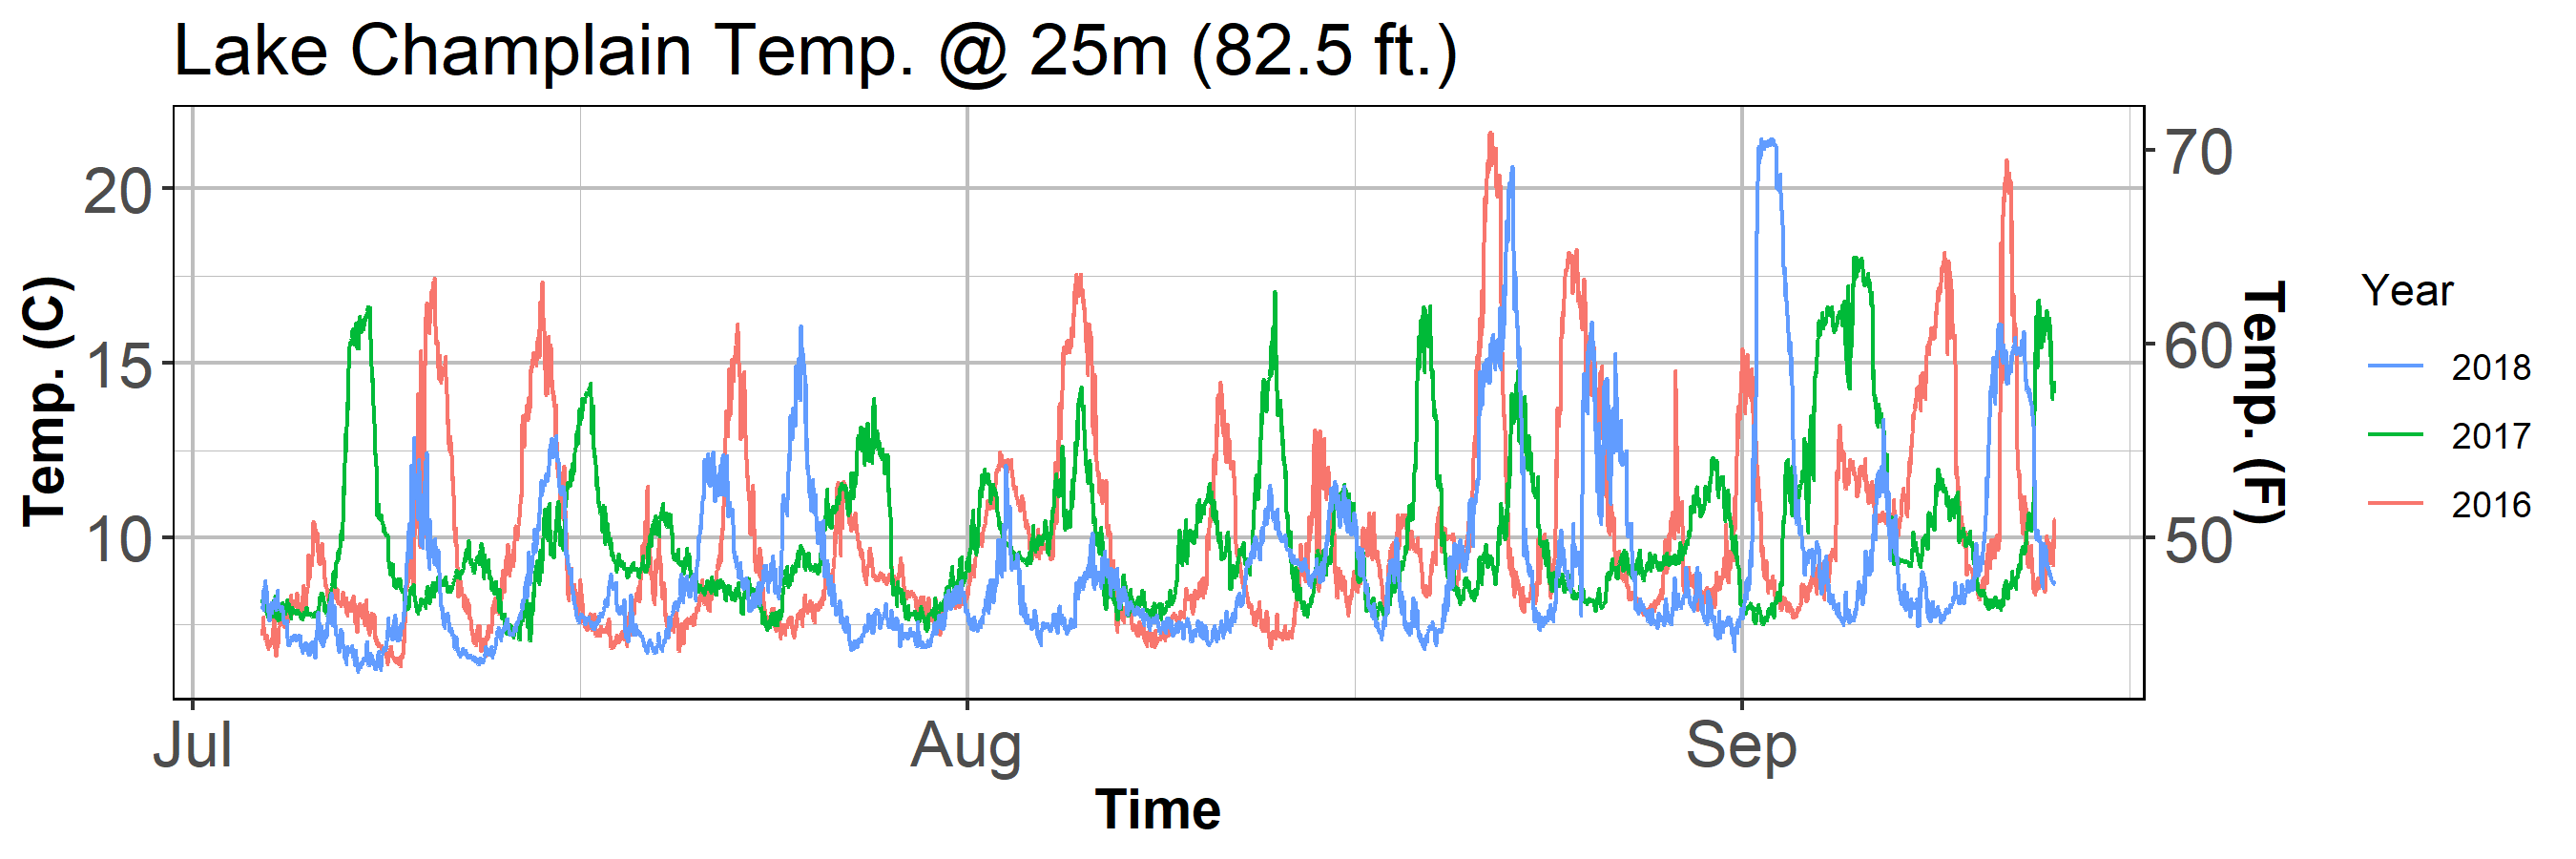 Lake Champlain Temp. @ 25m (82.5 ft.)
Temp. (C)
20
15
10
70
60
50
Temp. (F)
Jul
Aug
Sep
Time
Year
2018
2017
2016